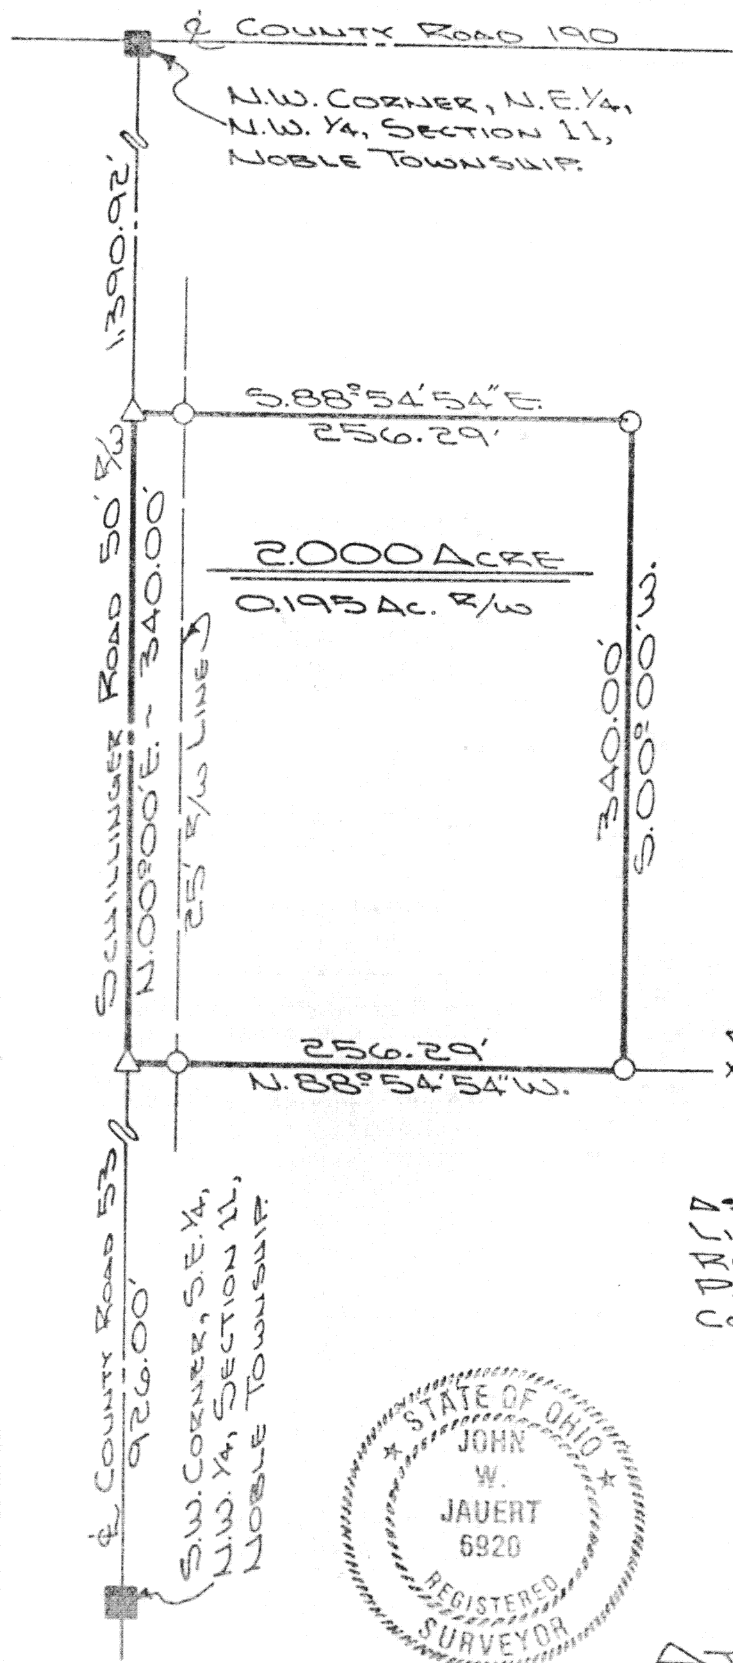 ℄ COUNTY ROAD 190
N.W. CORNER, N.E. ¼,
N.W. ¼, SECTION 11,
NOBLE TOWNSHIP.
1,390.92'
S.88°54'54"E.
256.29'
SCHILLINGER ROAD 50' R/W
N.00°00'E. ~ 340.00'
25' R/W LINE
2.000 ACRE
0.195 AC. R/W
340.00'
S.00°00'W.
256.29'
N.88°54'54"W.
℄ COUNTY ROAD 53
926.00'
S.W. CORNER, S.E. ¼,
N.W. ¼, SECTION 11,
NOBLE TOWNSHIP.
STATE OF OHIO
JOHN
W.
JAUERT
6920
REGISTERED
SURVEYOR